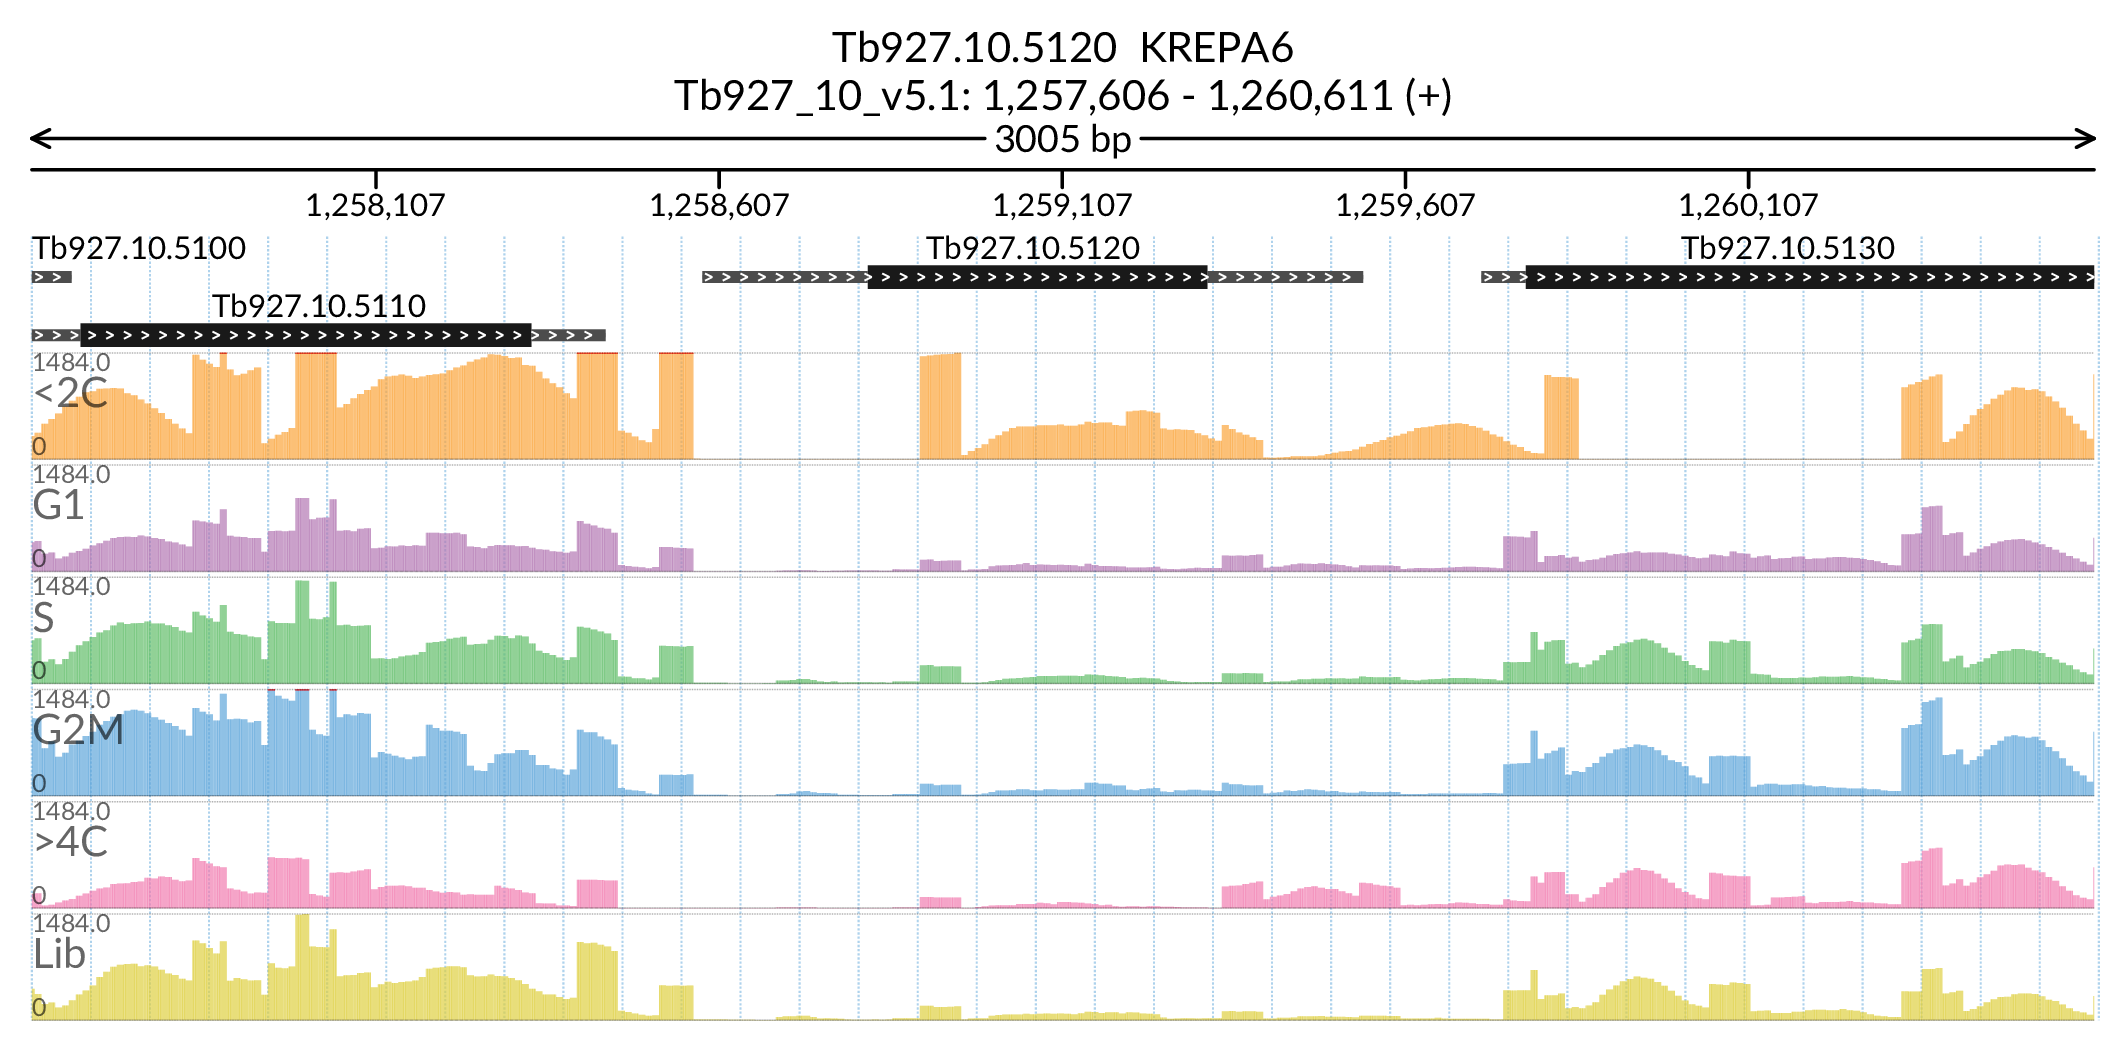 Tb927.10.5120 KREPA6
Tb927_10_v5.1: 1,257,606 - 1,260,611 (+)
3005 bp
1,258,107 1,258,607 1,259,107 1,259,607 1,260,107
Tb927.10.5100 Tb927.10.5120 Tb927.10.5130
Tb927.10.5110
1484.0
<2C
0
1484.0
G1
0
1484.0
S
0
1484.0
G2M
0
1484.0
>4C
0
1484.0
Lib
0